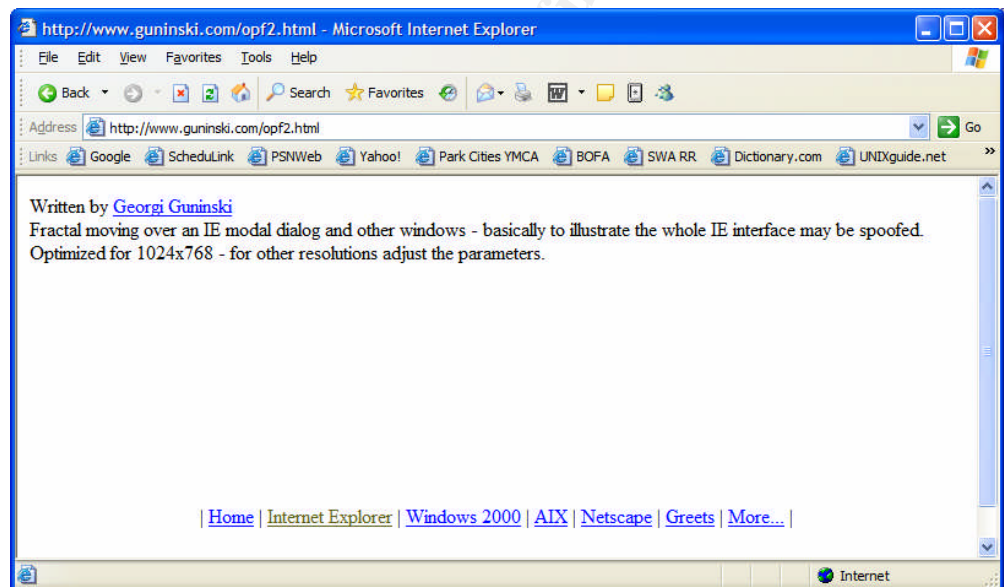 http://www.guninski.com/opf2.html - Microsoft Internet Explorer
File Edit View Favorites Tools Help
Back Search Favorites
Address http://www.guninski.com/opf2.html Go
Links Google ScheduLink PSNWeb Yahoo! Park Cities YMCA BOFA SWA RR Dictionary.com UNIXguide.net »
Written by Georgi Guninski
Fractal moving over an IE modal dialog and other windows - basically to illustrate the whole IE interface may be spoofed.
Optimized for 1024x768 - for other resolutions adjust the parameters.
| Home | Internet Explorer | Windows 2000 | AIX | Netscape | Greets | More... |
Internet